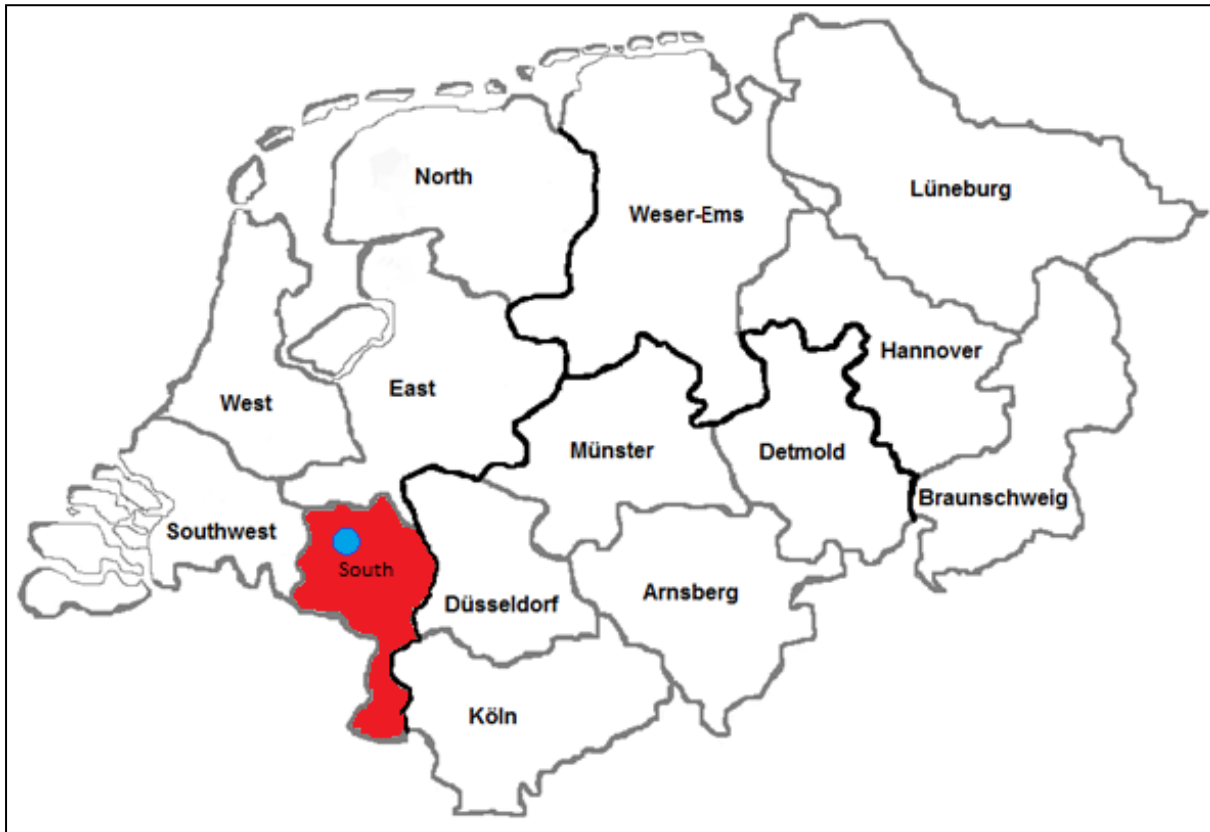 North
Lüneburg
Weser-Ems
Hannover
West
East
Münster
Detmold
Braunschweig
Southwest
South
Düsseldorf
Arnsberg
Köln